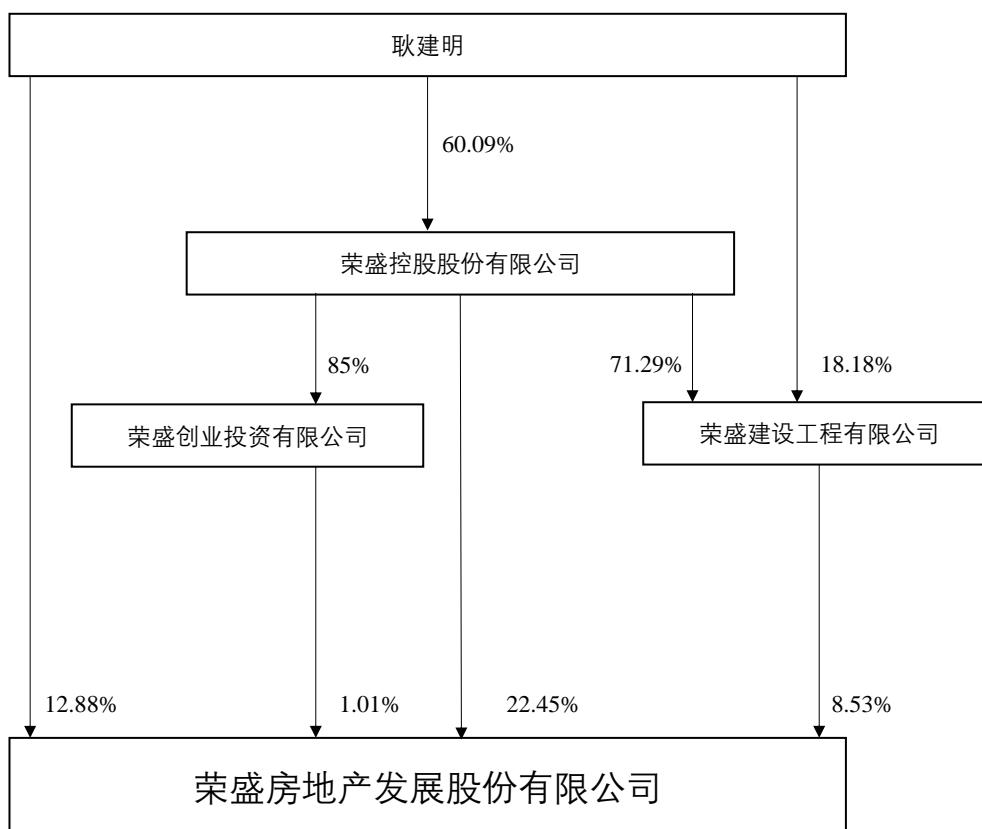 耿建明
60.09%
荣盛控股股份有限公司
85%
71.29%
18.18%
荣盛创业投资有限公司
荣盛建设工程有限公司
12.88%
1.01%
22.45%
8.53%
荣盛房地产发展股份有限公司